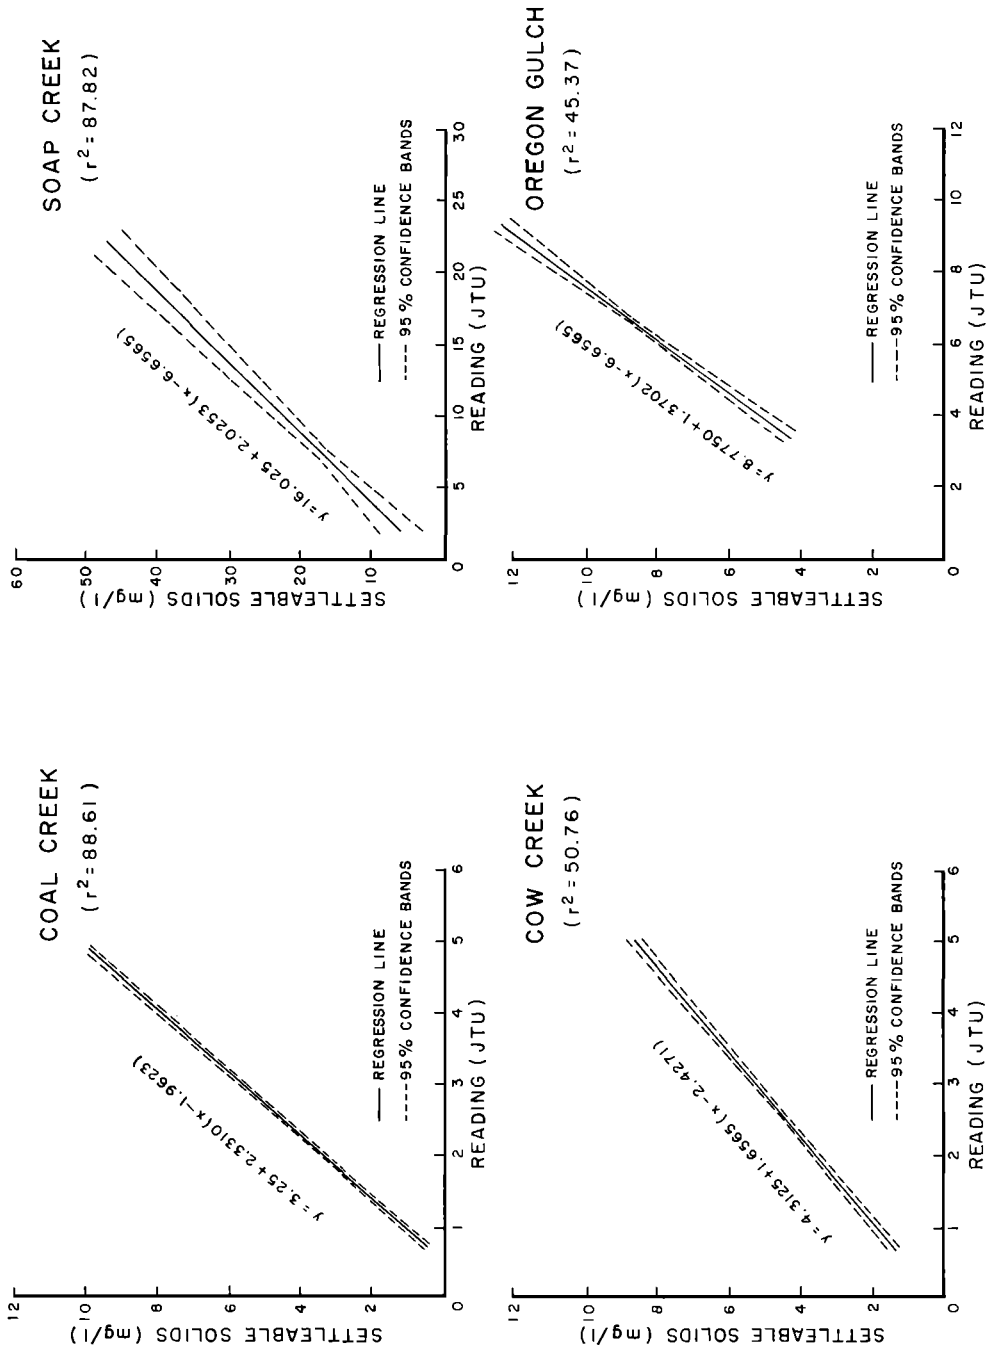 COAL CREEK
(r² = 88.61)
12
10
8
6
4
2
0
SETTLEABLE SOLIDS (mg/l)
y = 3.25 + 2.3310 (x - 1.9623)
REGRESSION LINE
95 % CONFIDENCE BANDS
1
2
3
4
5
6
READING (JTU)
SOAP CREEK
(r² = 87.82)
60
50
40
30
20
10
0
SETTLEABLE SOLIDS (mg/l)
y = 16.025 + 2.0253 (x - 6.6565)
REGRESSION LINE
95 % CONFIDENCE BANDS
5
10
15
20
25
30
READING (JTU)
COW CREEK
(r² = 50.76)
12
10
8
6
4
2
0
SETTLEABLE SOLIDS (mg/l)
y = 4.3125 + 1.6565 (x - 2.4271)
REGRESSION LINE
95 % CONFIDENCE BANDS
1
2
3
4
5
6
READING (JTU)
OREGON GULCH
(r² = 45.37)
12
10
8
6
4
2
0
SETTLEABLE SOLIDS (mg/l)
y = 8.7750 + 1.3702 (x - 6.6565)
REGRESSION LINE
95 % CONFIDENCE BANDS
2
4
6
8
10
12
READING (JTU)